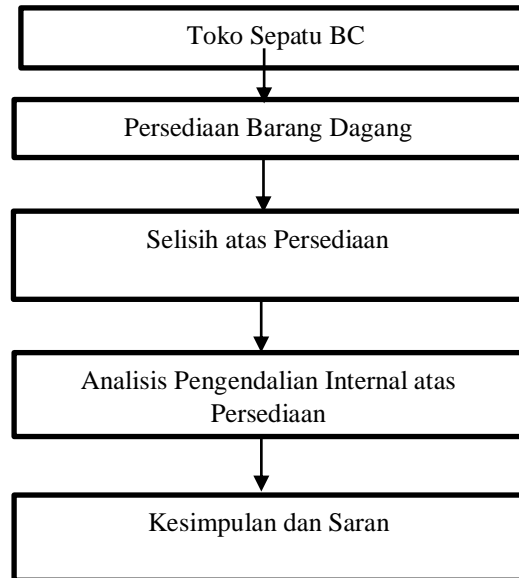 Toko Sepatu BC
Persediaan Barang Dagang
Selisih atas Persediaan
Analisis Pengendalian Internal atas
Persediaan
Kesimpulan dan Saran